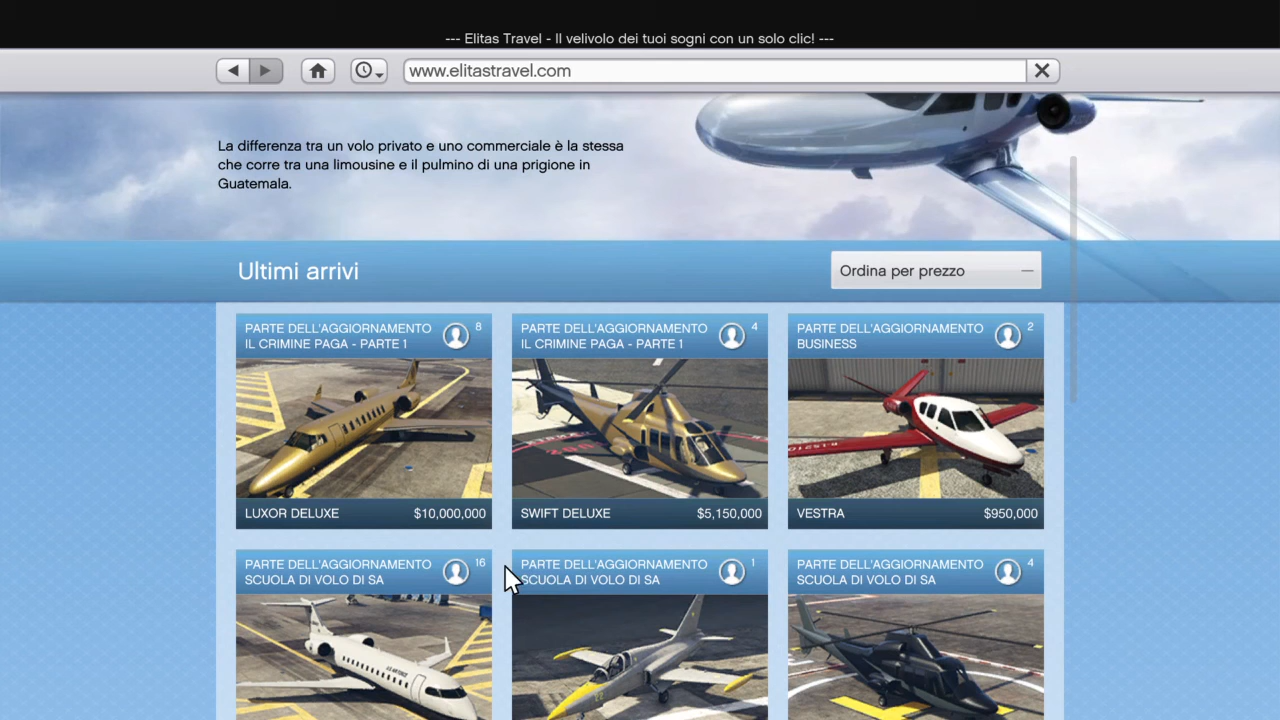 --- Elitas Travel - Il velivolo dei tuoi sogni con un solo clic! ---
www.elitastravel.com
La differenza tra un volo privato e uno commerciale è la stessa
che corre tra una limousine e il pulmino di una prigione in
Guatemala.
Ultimi arrivi
Ordina per prezzo
PARTE DELL'AGGIORNAMENTO
IL CRIMINE PAGA - PARTE 1
8
LUXOR DELUXE
$10,000,000
PARTE DELL'AGGIORNAMENTO
IL CRIMINE PAGA - PARTE 1
4
SWIFT DELUXE
$5,150,000
PARTE DELL'AGGIORNAMENTO
BUSINESS
2
VESTRA
$950,000
PARTE DELL'AGGIORNAMENTO
SCUOLA DI VOLO DI SA
16
PARTE DELL'AGGIORNAMENTO
SCUOLA DI VOLO DI SA
1
PARTE DELL'AGGIORNAMENTO
SCUOLA DI VOLO DI SA
4